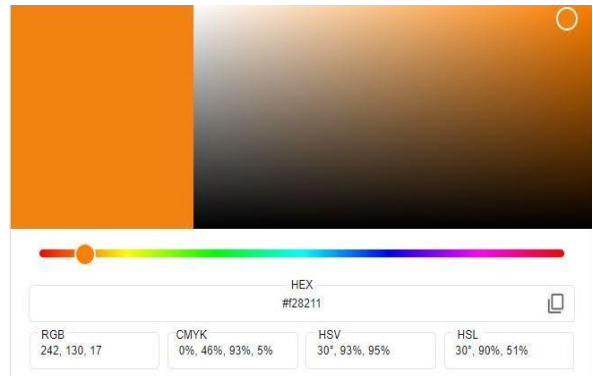 HEX
#f28211
RGB
242, 130, 17
CMYK
0%, 46%, 93%, 5%
HSV
30°, 93%, 95%
HSL
30°, 90%, 51%